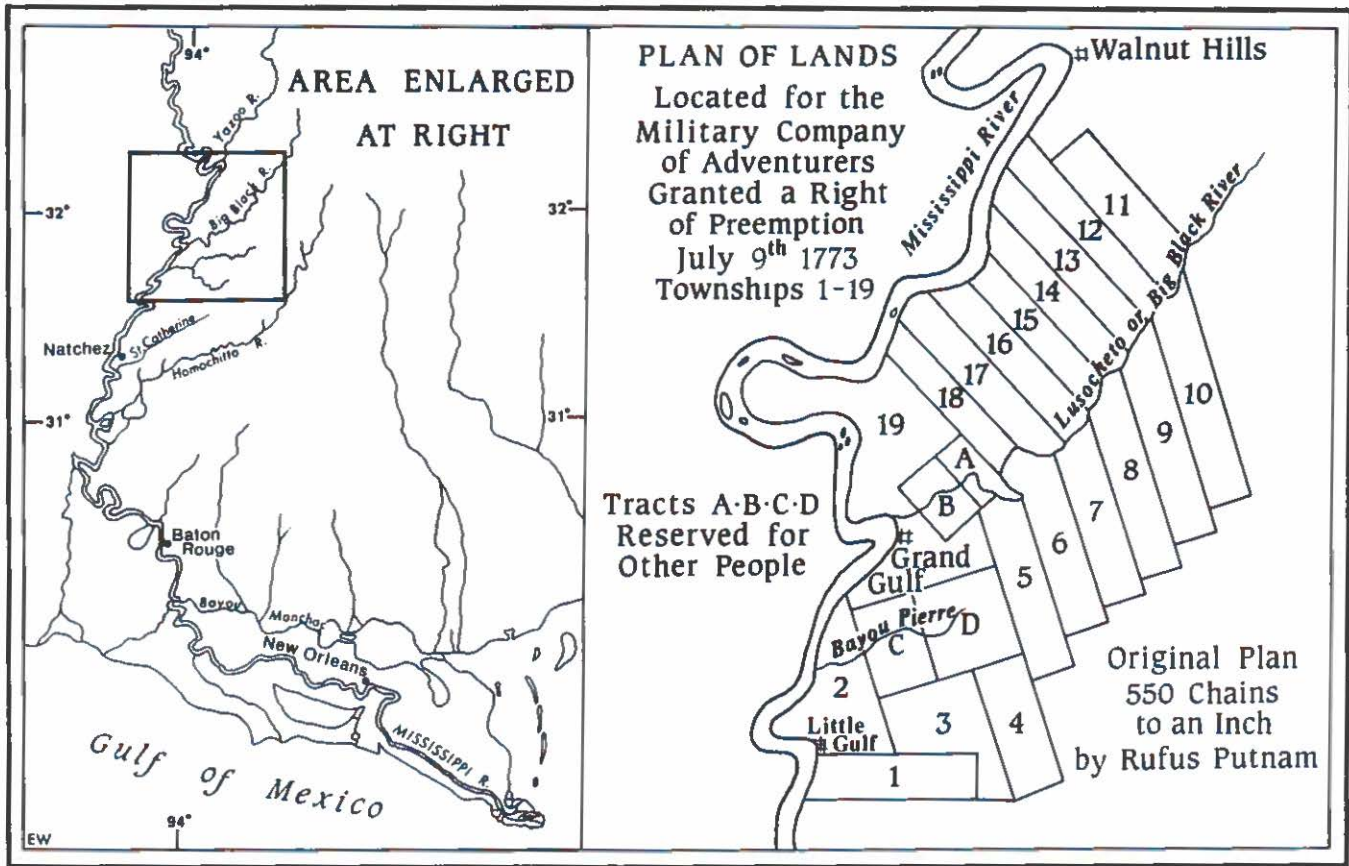 94°
AREA ENLARGED
AT RIGHT
Yazoo R.
Big Black R.
32°
32°
Natchez
St. Catherine
Homochitto R.
31°
31°
Baton
Rouge
Bayou
Manchac
New Orleans
MISSISSIPPI R.
Gulf of Mexico
94°
EW
PLAN OF LANDS
Located for the
Military Company
of Adventurers
Granted a Right
of Preemption
July 9th 1773
Townships 1-19
Walnut Hills
Mississippi River
11
12
13
14
15
16
17
18
19
Lusocheto or Big Black River
10
9
8
7
6
5
A
B
Tracts A·B·C·D
Reserved for
Other People
Grand
Gulf
Bayou Pierre
C
D
2
3
4
Little
Gulf
1
Original Plan
550 Chains
to an Inch
by Rufus Putnam